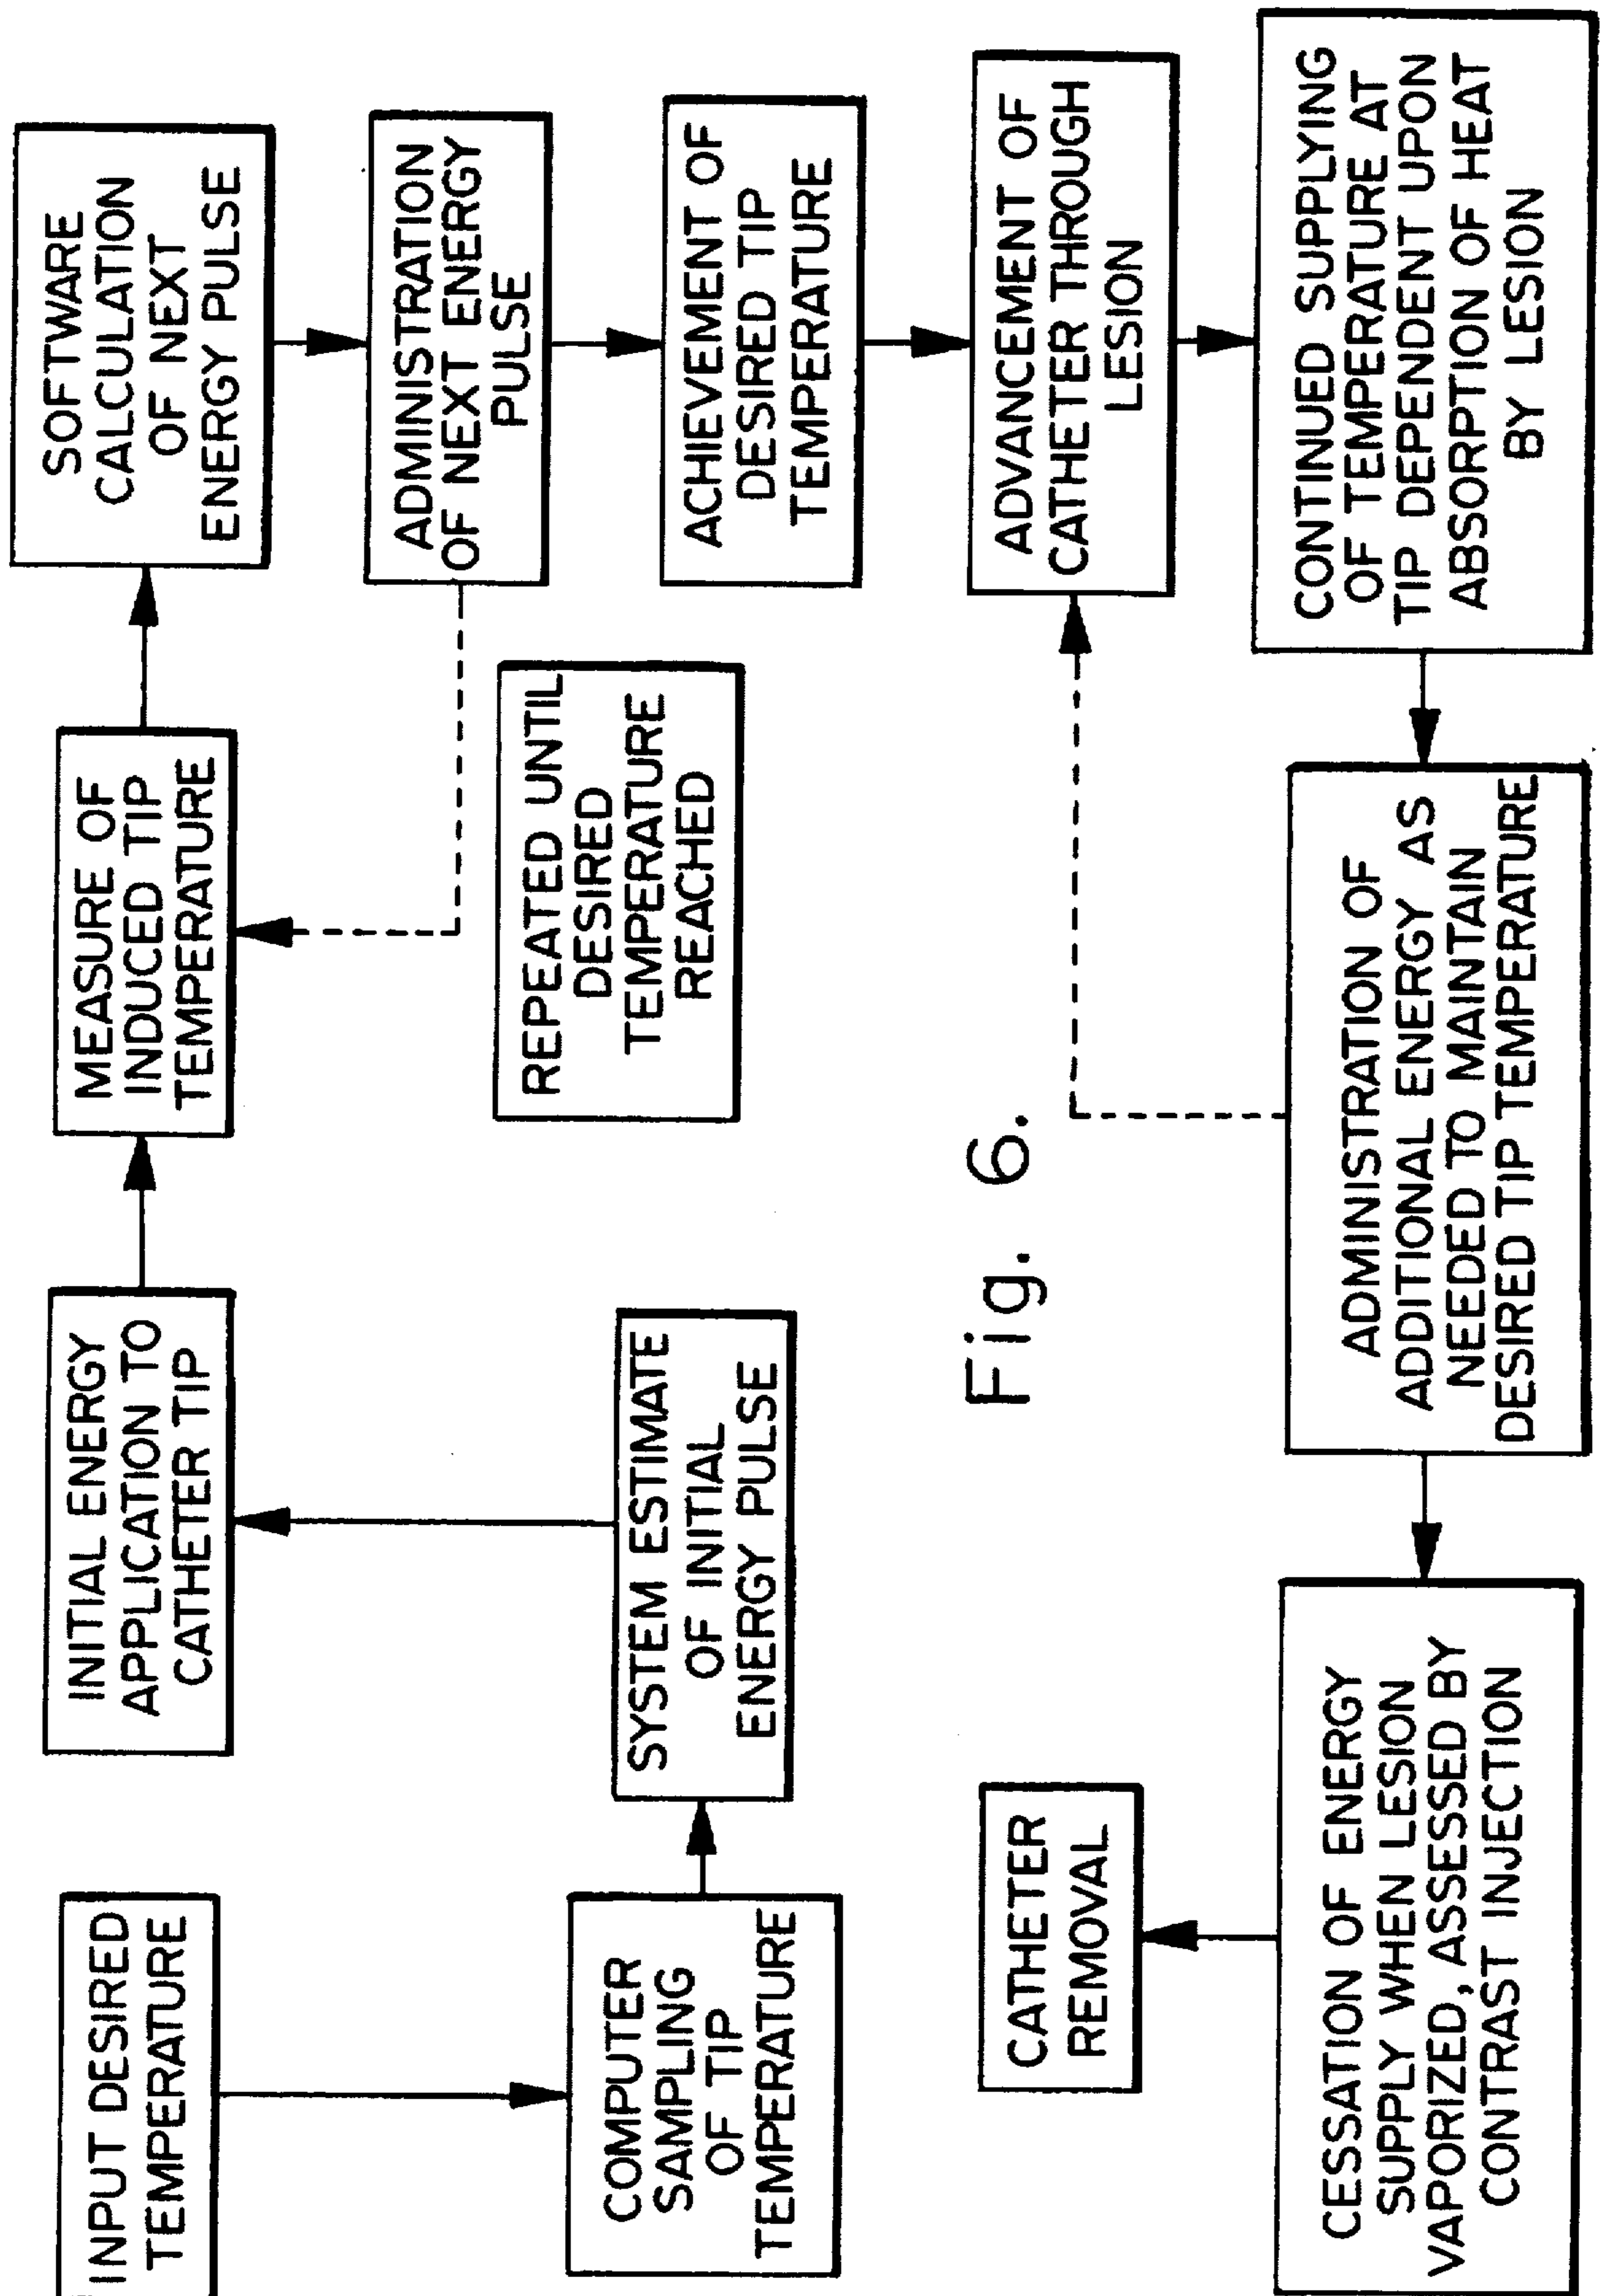 INPUT DESIRED
TEMPERATURE
COMPUTER
SAMPLING
OF TIP
TEMPERATURE
SYSTEM ESTIMATE
OF INITIAL
ENERGY PULSE
INITIAL ENERGY
APPLICATION TO
CATHETER TIP
MEASURE OF
INDUCED TIP
TEMPERATURE
SOFTWARE
CALCULATION
OF NEXT
ENERGY PULSE
ADMINISTRATION
OF NEXT ENERGY
PULSE
REPEATED UNTIL
DESIRED
TEMPERATURE
REACHED
ACHIEVEMENT OF
DESIRED TIP
TEMPERATURE
ADVANCEMENT OF
CATHETER THROUGH
LESION
CONTINUED SUPPLYING
OF TEMPERATURE AT
TIP DEPENDENT UPON
ABSORPTION OF HEAT
BY LESION
ADMINISTRATION OF
ADDITIONAL ENERGY AS
NEEDED TO MAINTAIN
DESIRED TIP TEMPERATURE
CESSATION OF ENERGY
SUPPLY WHEN LESION
VAPORIZED, ASSESSED BY
CONTRAST INJECTION
CATHETER
REMOVAL
Fig. 6.